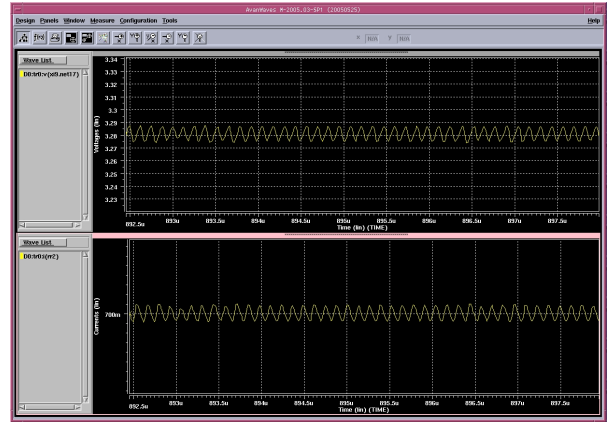 AvanWaves W-2005.03-SP1 (20050525)
Design Panels Window Measure Configuration Tools Help
X Y
Wave List
D0:tr0:v(xi9.net17)
3.34
3.33
3.32
3.31
3.3
3.29
3.28
3.27
3.26
3.25
3.24
3.23
Voltages (lin)
892.5u 893u 893.5u 894u 894.5u 895u 895.5u 896u 896.5u 897u 897.5u
Time (lin) (TIME)
Wave List
D0:tr0:i(rr2)
700m
Currents (lin)
892.5u 893u 893.5u 894u 894.5u 895u 895.5u 896u 896.5u 897u 897.5u
Time (lin) (TIME)